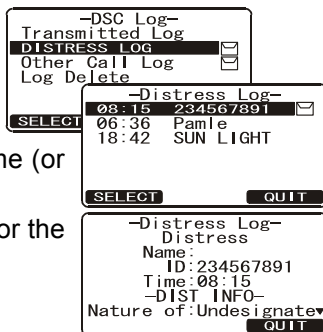 -DSC Log-
Transmitted Log
DISTRESS LOG
Other Call Log
Log Delete
SELECT
-Distress Log-
08:15 234567891
06:36 Pamle
18:42 SUN LIGHT
SELECT QUIT
ne (or
or the
-Distress Log-
Distress
Name:
ID:234567891
Time:08:15
-DIST INFO-
Nature of:Undesignate▾
QUIT